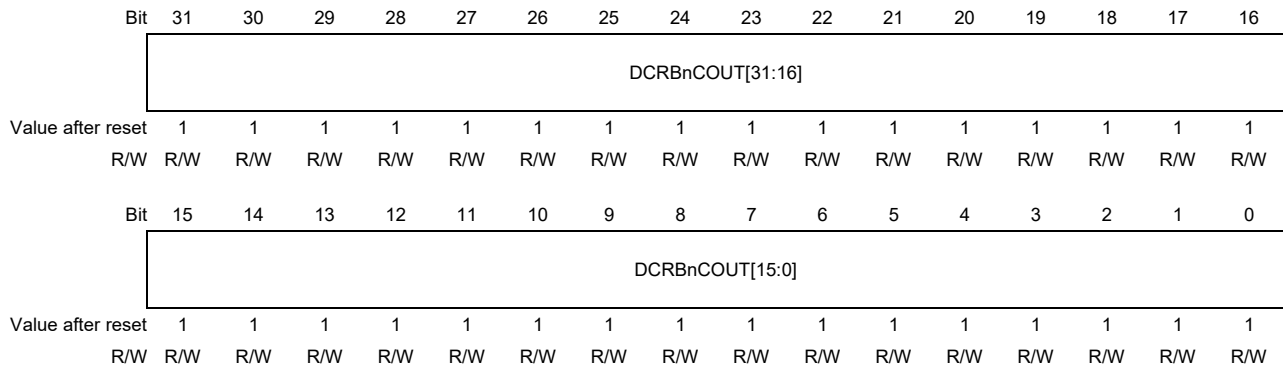 Bit 31 30 29 28 27 26 25 24 23 22 21 20 19 18 17 16
DCRBnCOUT[31:16]
Value after reset 1 1 1 1 1 1 1 1 1 1 1 1 1 1 1 1
R/W R/W R/W R/W R/W R/W R/W R/W R/W R/W R/W R/W R/W R/W R/W R/W R/W
Bit 15 14 13 12 11 10 9 8 7 6 5 4 3 2 1 0
DCRBnCOUT[15:0]
Value after reset 1 1 1 1 1 1 1 1 1 1 1 1 1 1 1 1
R/W R/W R/W R/W R/W R/W R/W R/W R/W R/W R/W R/W R/W R/W R/W R/W R/W